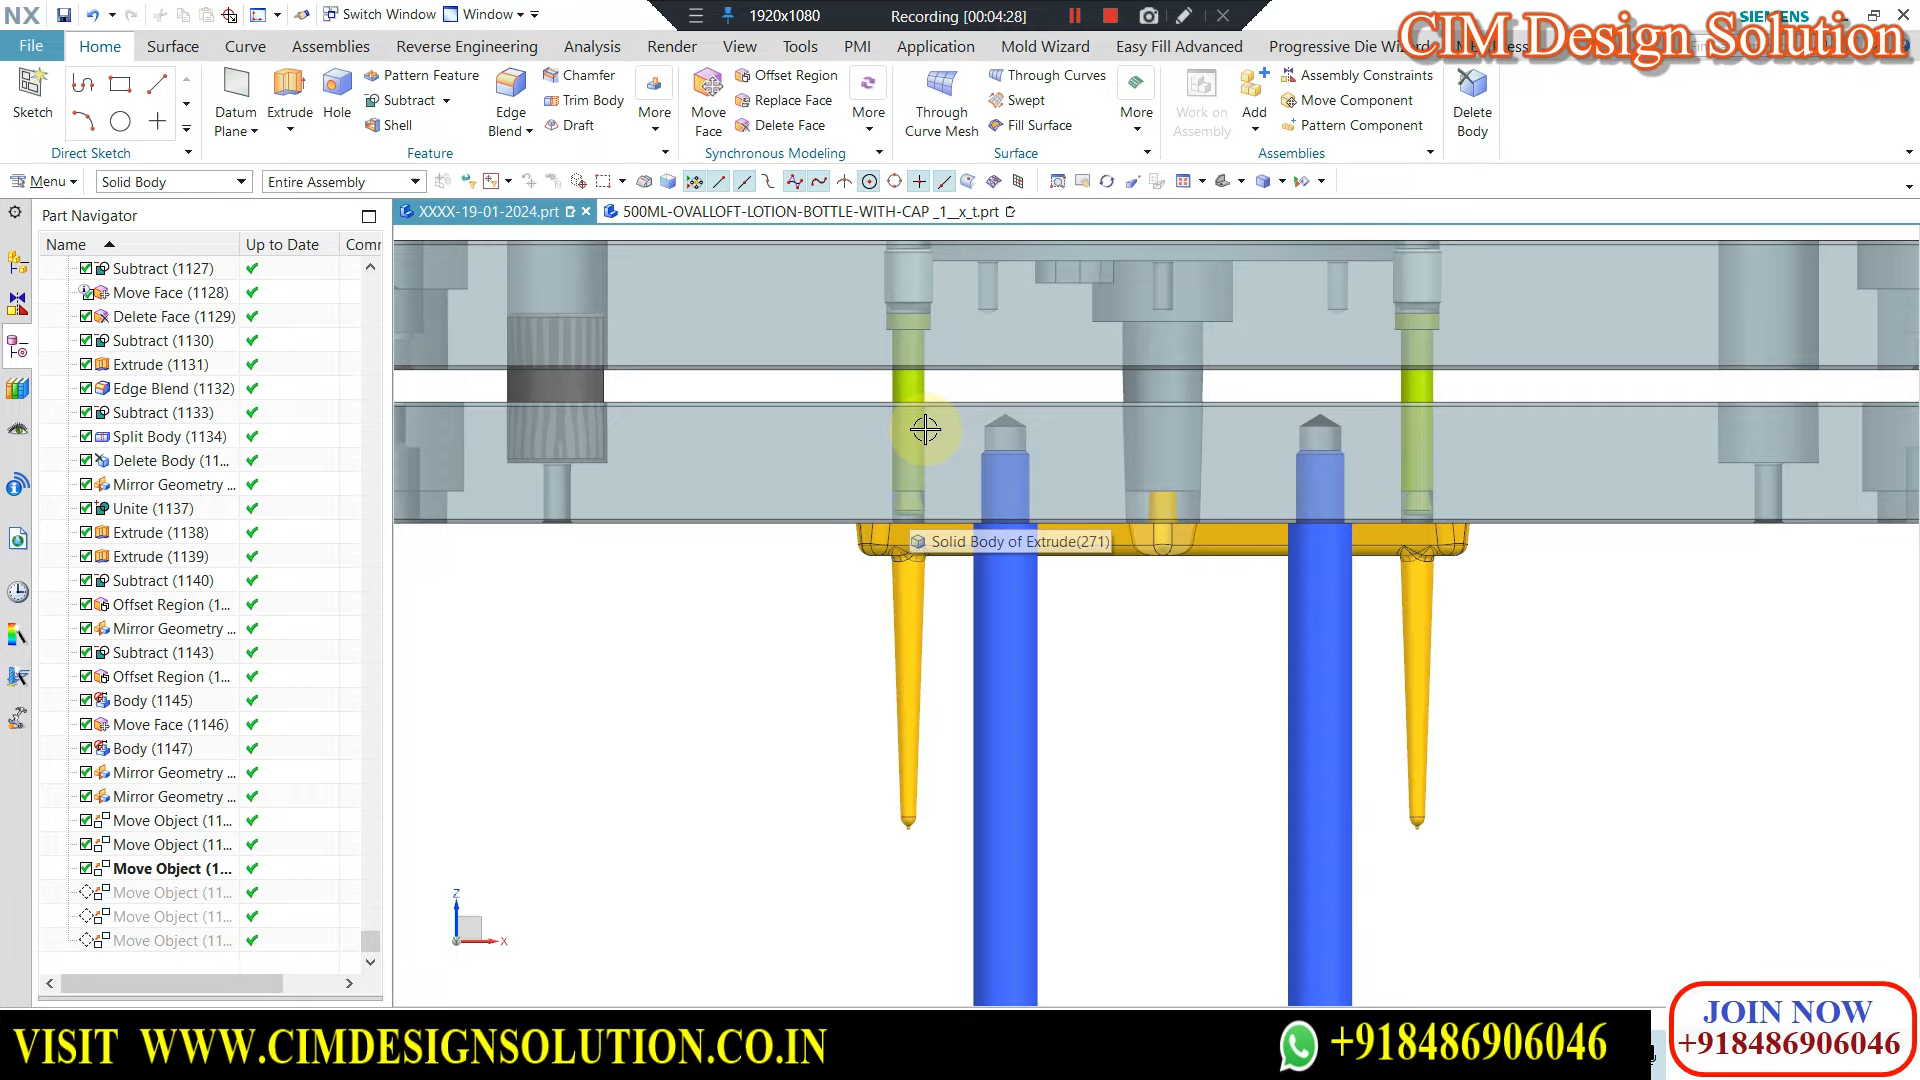 NX
Switch Window
Window
1920x1080
Recording [00:04:28]
SIEMENS
CIM Design Solution
File
Home
Surface
Curve
Assemblies
Reverse Engineering
Analysis
Render
View
Tools
PMI
Application
Mold Wizard
Easy Fill Advanced
Progressive Die Wiz
Sketch
Direct Sketch
Datum
Plane
Extrude
Hole
Pattern Feature
Subtract
Shell
Edge
Blend
Chamfer
Trim Body
Draft
More
Feature
Move
Face
Offset Region
Replace Face
Delete Face
More
Synchronous Modeling
Through
Curve Mesh
Through Curves
Swept
Fill Surface
More
Surface
Work on
Assembly
Add
Assembly Constraints
Move Component
Pattern Component
Assemblies
Delete
Body
Menu
Solid Body
Entire Assembly
Part Navigator
XXXX-19-01-2024.prt
500ML-OVALLOFT-LOTION-BOTTLE-WITH-CAP _1__x_t.prt
Name
Up to Date
Comr
Subtract (1127)
Move Face (1128)
Delete Face (1129)
Subtract (1130)
Extrude (1131)
Edge Blend (1132)
Subtract (1133)
Split Body (1134)
Delete Body (11...
Mirror Geometry ...
Unite (1137)
Extrude (1138)
Extrude (1139)
Subtract (1140)
Offset Region (1...
Mirror Geometry ...
Subtract (1143)
Offset Region (1...
Body (1145)
Move Face (1146)
Body (1147)
Mirror Geometry ...
Mirror Geometry ...
Move Object (11...
Move Object (11...
Move Object (1...
Move Object (11...
Move Object (11...
Move Object (11...
Solid Body of Extrude(271)
Z
X
VISIT WWW.CIMDESIGNSOLUTION.CO.IN
+918486906046
JOIN NOW
+918486906046